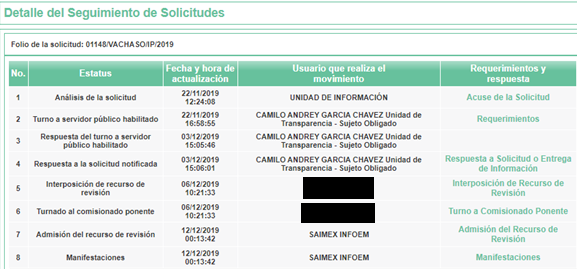 Detalle del Seguimiento de Solicitudes
Folio de la solicitud: 01148/VACHASO/IP/2019
No. Estatus Fecha y hora de actualización Usuario que realiza el movimiento Requerimientos y respuesta
1 Análisis de la solicitud 22/11/2019 12:24:08 UNIDAD DE INFORMACIÓN Acuse de la Solicitud
2 Turno a servidor público habilitado 22/11/2019 16:58:55 CAMILO ANDREY GARCIA CHAVEZ Unidad de Transparencia - Sujeto Obligado Requerimientos
3 Respuesta del turno a servidor público habilitado 03/12/2019 15:05:46 CAMILO ANDREY GARCIA CHAVEZ Unidad de Transparencia - Sujeto Obligado
4 Respuesta a la solicitud notificada 03/12/2019 15:06:01 CAMILO ANDREY GARCIA CHAVEZ Unidad de Transparencia - Sujeto Obligado Respuesta a Solicitud o Entrega de Información
5 Interposición de recurso de revisión 06/12/2019 10:21:33 Interposición de Recurso de Revisión
6 Turnado al comisionado ponente 06/12/2019 10:21:33 Turno a Comisionado Ponente
7 Admisión del recurso de revisión 12/12/2019 00:13:42 SAIMEX INFOEM Admisión del Recurso de Revisión
8 Manifestaciones 12/12/2019 00:13:42 SAIMEX INFOEM Manifestaciones